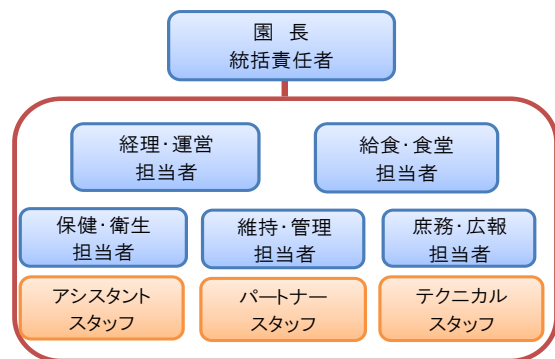 園 長
統括責任者
経理・運営
担当者
給食・食堂
担当者
保健・衛生
担当者
維持・管理
担当者
庶務・広報
担当者
アシスタント
スタッフ
パートナー
スタッフ
テクニカル
スタッフ